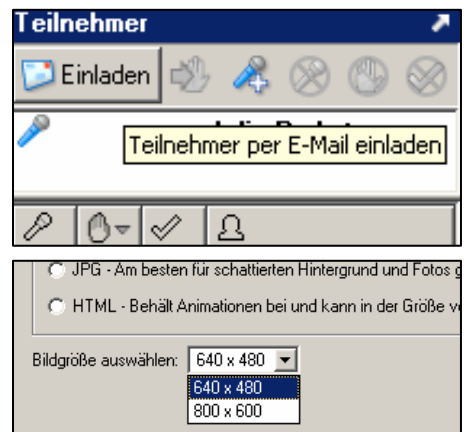 Teilnehmer
Einladen
Teilnehmer per E-Mail einladen
JPG - Am besten für schattierten Hintergrund und Fotos
HTML - Behält Animationen bei und kann in der Größe
Bildgröße auswählen: 640 x 480
640 x 480
800 x 600